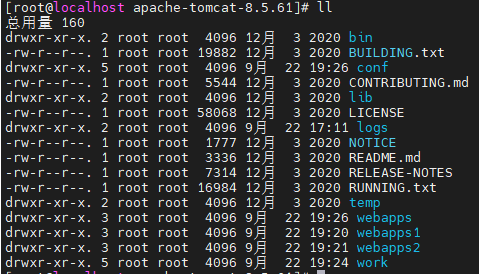 [root@localhost apache-tomcat-8.5.61]# ll
总用量 160
drwxr-xr-x. 2 root root  4096 12月  3 2020 bin
-rw-r--r--. 1 root root 19882 12月  3 2020 BUILDING.txt
drwxr-xr-x. 5 root root  4096 9月  22 19:26 conf
-rw-r--r--. 1 root root  5544 12月  3 2020 CONTRIBUTING.md
drwxr-xr-x. 2 root root  4096 12月  3 2020 lib
-rw-r--r--. 1 root root 58068 12月  3 2020 LICENSE
drwxr-xr-x. 2 root root  4096 9月  22 17:11 logs
-rw-r--r--. 1 root root  1777 12月  3 2020 NOTICE
-rw-r--r--. 1 root root  3336 12月  3 2020 README.md
-rw-r--r--. 1 root root  7314 12月  3 2020 RELEASE-NOTES
-rw-r--r--. 1 root root 16984 12月  3 2020 RUNNING.txt
drwxr-xr-x. 2 root root  4096 12月  3 2020 temp
drwxr-xr-x. 3 root root  4096 9月  22 19:26 webapps
drwxr-xr-x. 3 root root  4096 9月  22 19:20 webapps1
drwxr-xr-x. 3 root root  4096 9月  22 19:21 webapps2
drwxr-xr-x. 5 root root  4096 9月  22 19:24 work